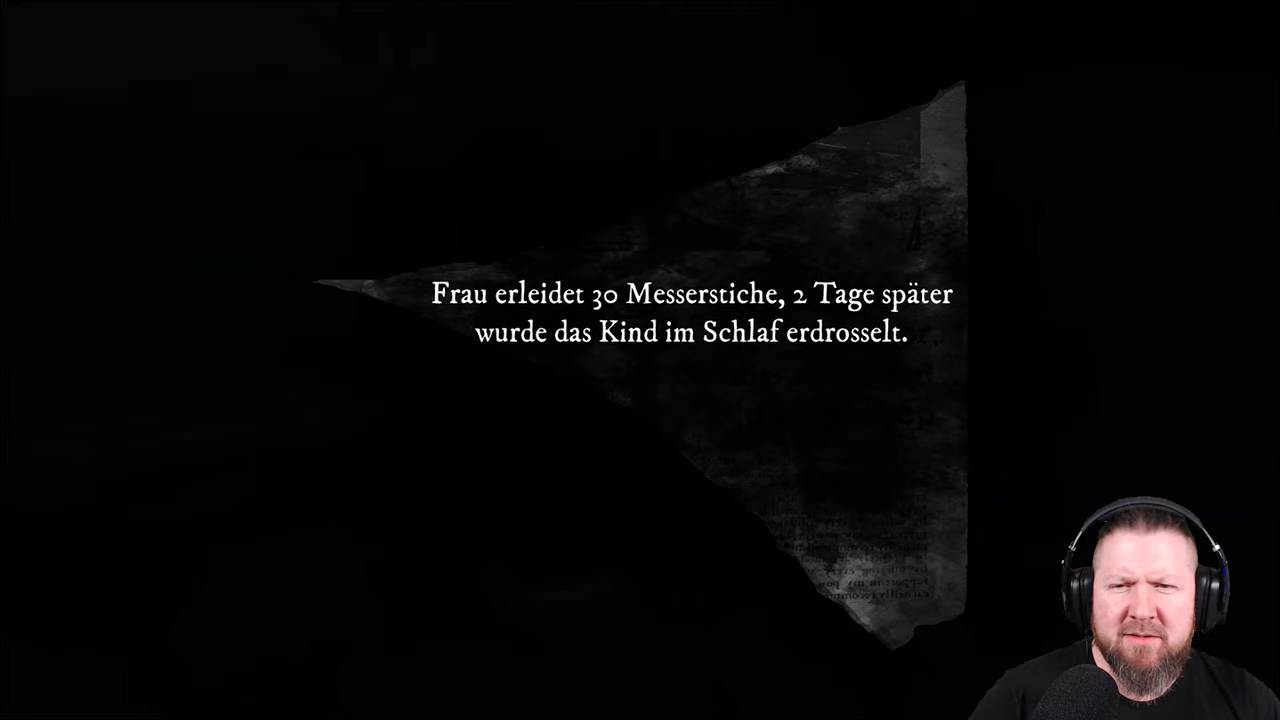 Frau erleidet 30 Messerstiche, 2 Tage später
wurde das Kind im Schlaf erdrosselt.